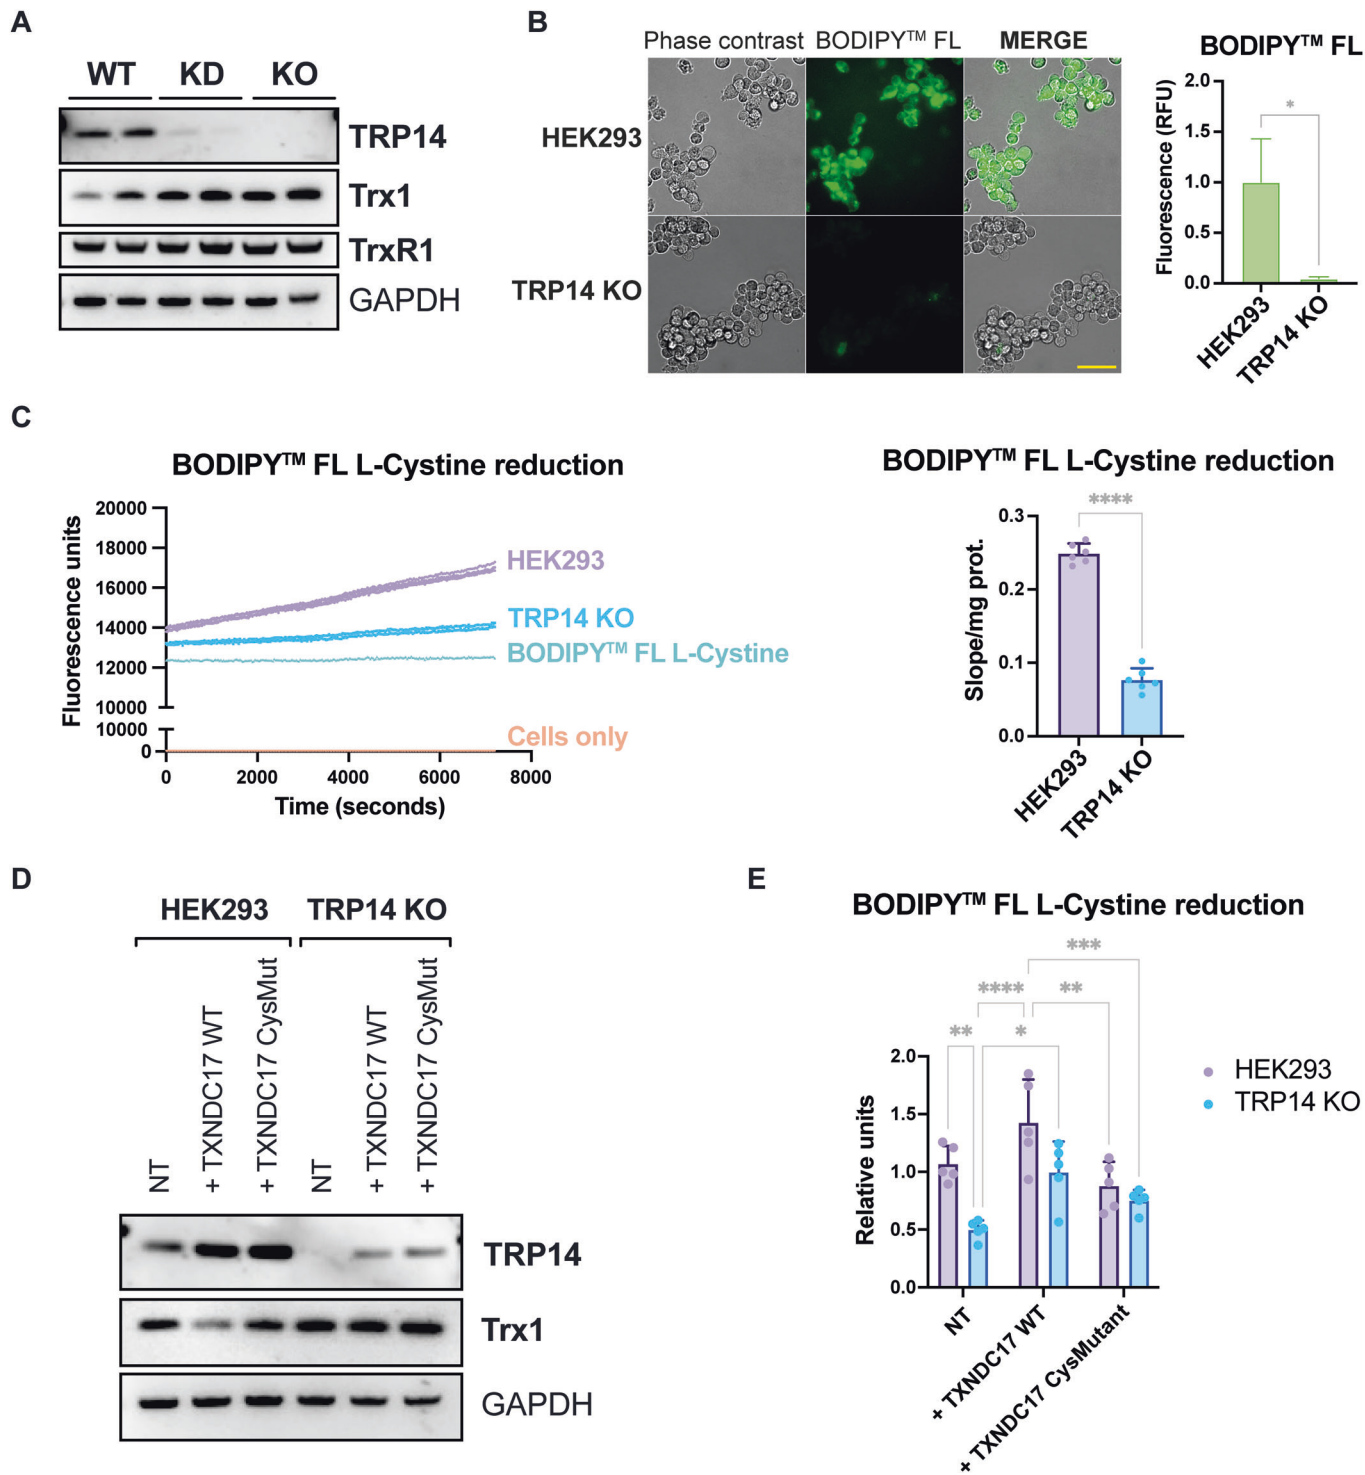 A
WT KD KO
TRP14
Trx1
TrxR1
GAPDH
B
Phase contrast BODIPY™ FL MERGE
HEK293
TRP14 KO
BODIPY™ FL
Fluorescence (RFU)
2.0
1.5
1.0
0.5
0.0
*
HEK293
TRP14 KO
C
BODIPY™ FL L-Cystine reduction
Fluorescence units
20000
18000
16000
14000
12000
10000
10000
0
HEK293
TRP14 KO
BODIPY™ FL L-Cystine
Cells only
0 2000 4000 6000 8000
Time (seconds)
BODIPY™ FL L-Cystine reduction
Slope/mg prot.
0.3
0.2
0.1
0.0
****
HEK293
TRP14 KO
D
HEK293 TRP14 KO
NT
+ TXNDC17 WT
+ TXNDC17 CysMut
NT
+ TXNDC17 WT
+ TXNDC17 CysMut
TRP14
Trx1
GAPDH
E
BODIPY™ FL L-Cystine reduction
***
**** **
** *
Relative units
2.0
1.5
1.0
0.5
0.0
HEK293
TRP14 KO
NT
+ TXNDC17 WT
+ TXNDC17 CysMutant